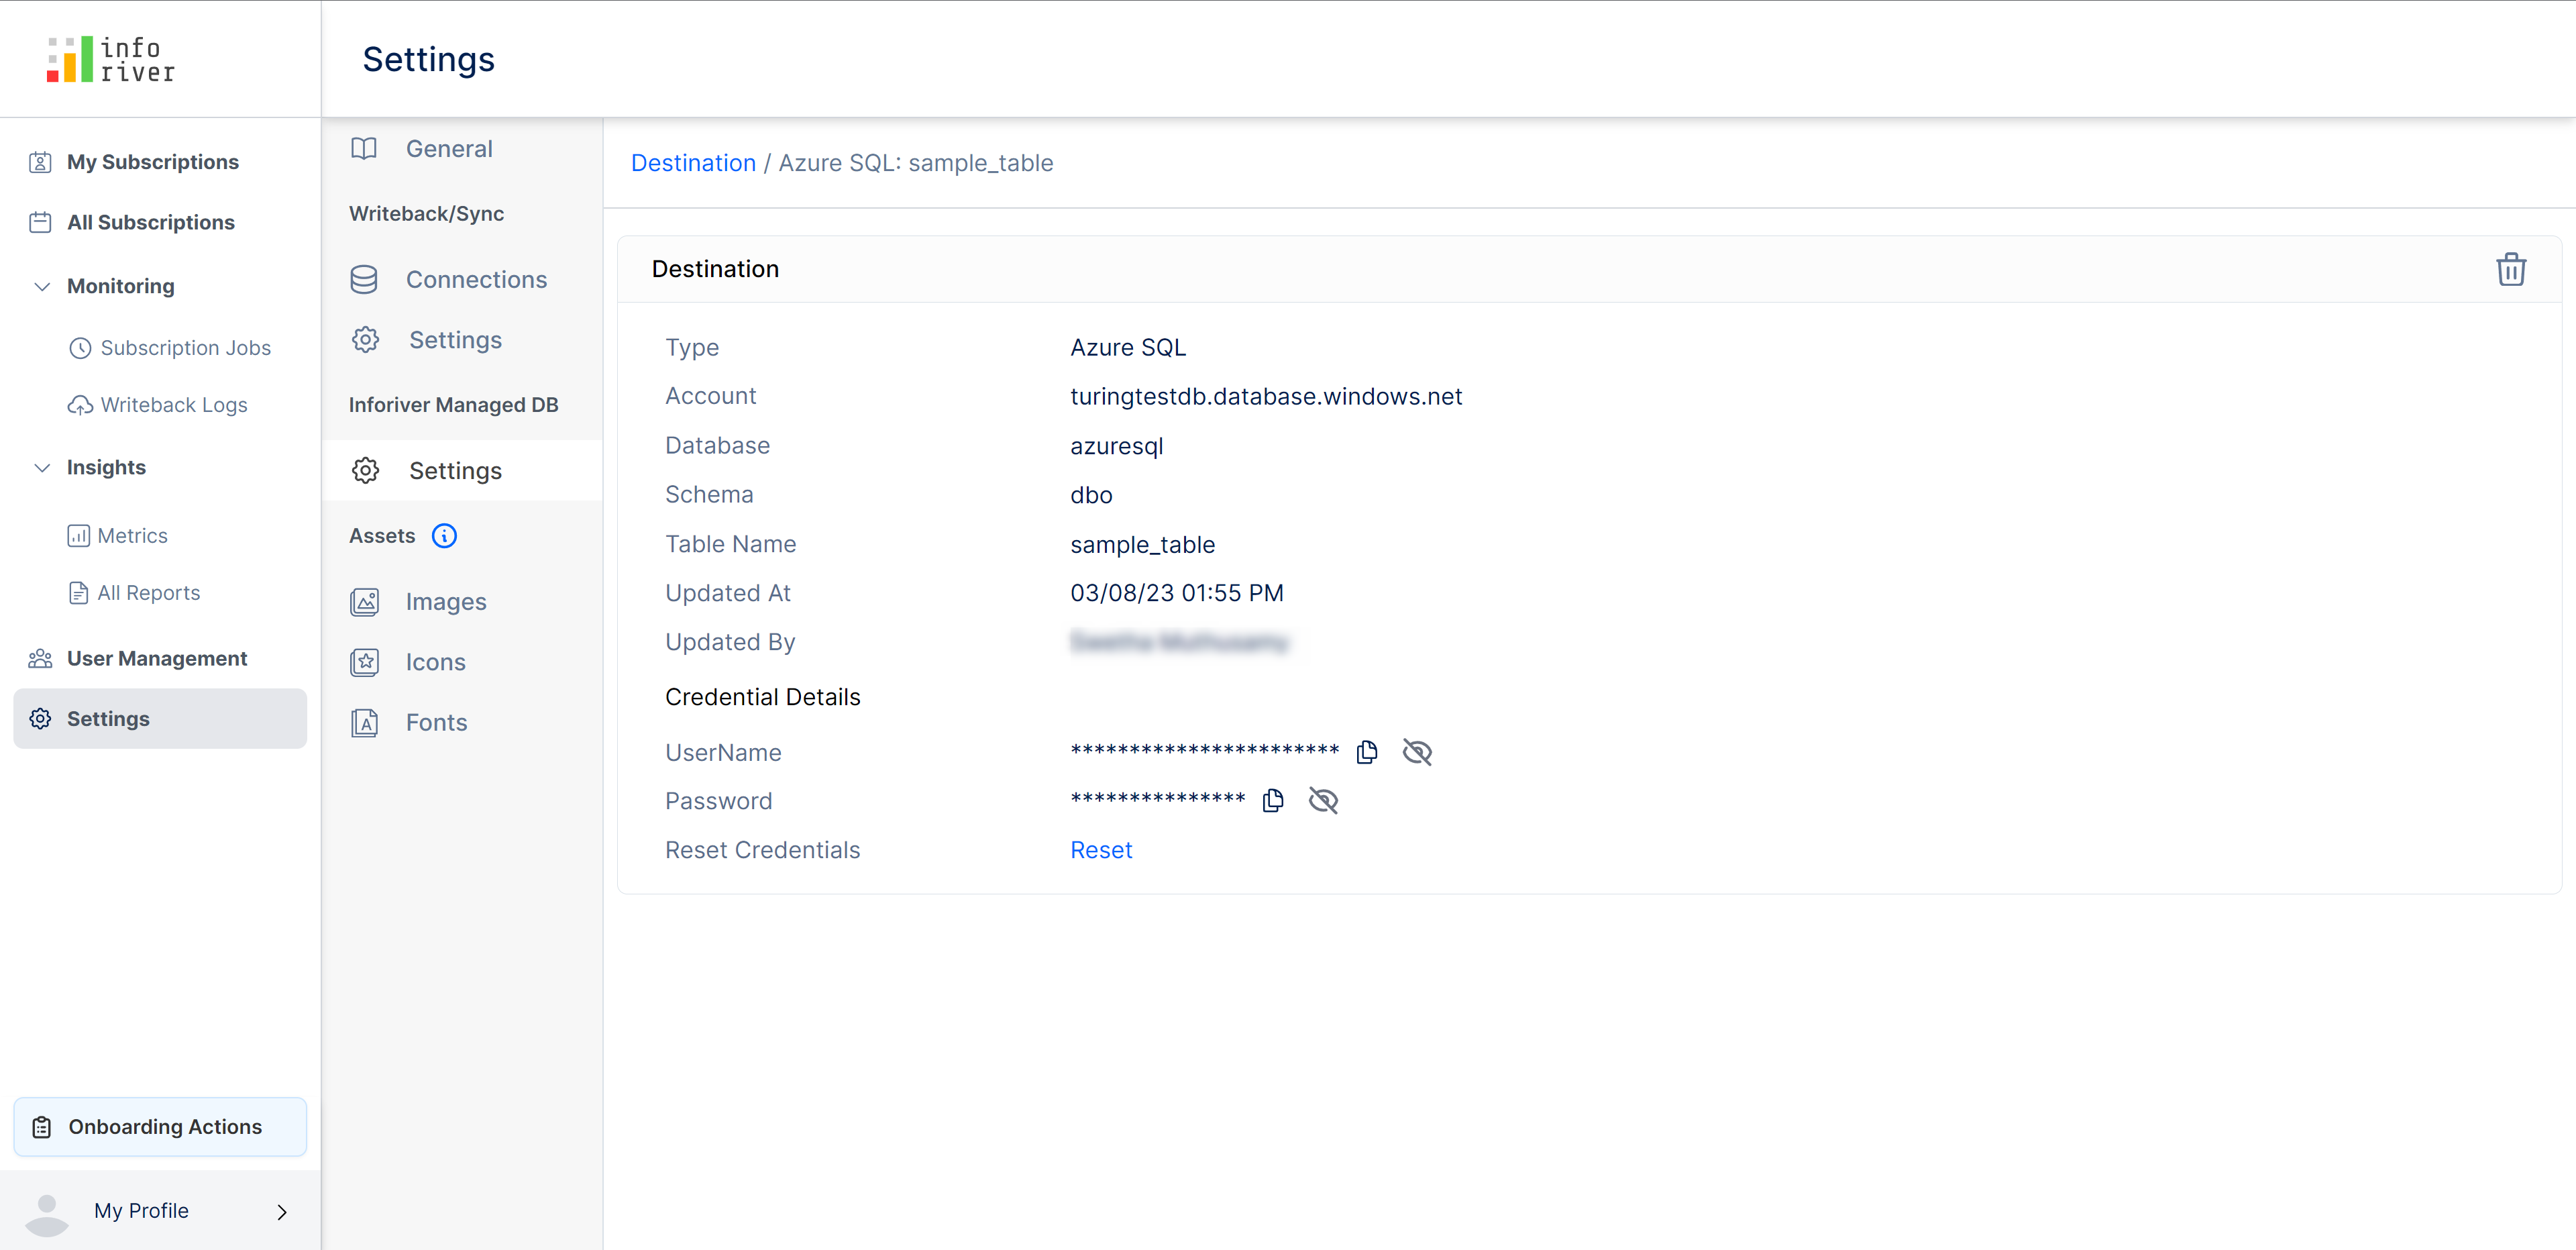 info
river
Settings
My Subscriptions
All Subscriptions
Monitoring
Subscription Jobs
Writeback Logs
Insights
Metrics
All Reports
User Management
Settings
Onboarding Actions
My Profile
General
Writeback/Sync
Connections
Settings
Inforiver Managed DB
Settings
Assets
Images
Icons
Fonts
Destination / Azure SQL: sample_table
Destination
Type Azure SQL
Account turingtestdb.database.windows.net
Database azuresql
Schema dbo
Table Name sample_table
Updated At 03/08/23 01:55 PM
Updated By
Credential Details
UserName ***********************
Password ***************
Reset Credentials Reset